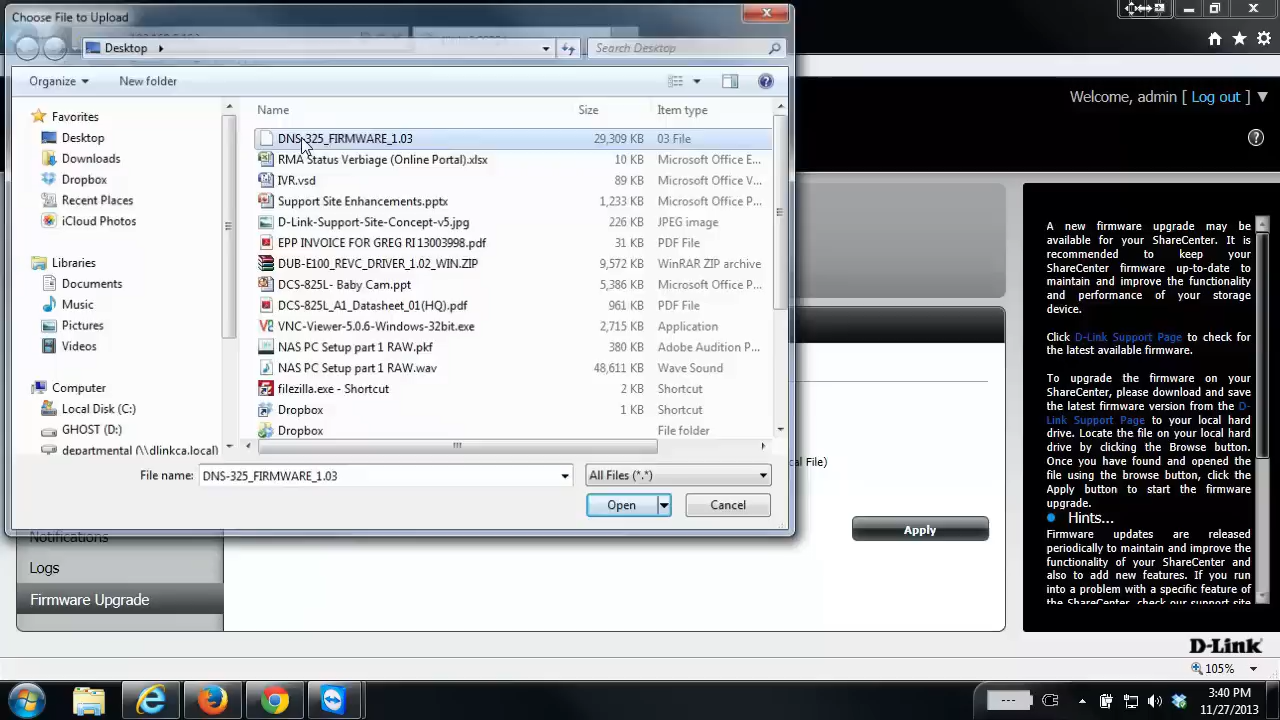 Choose File to Upload
Desktop
Search Desktop
Organize
New folder
Welcome, admin [ Log out ]
Favorites
Desktop
Downloads
Dropbox
Recent Places
iCloud Photos
Libraries
Documents
Music
Pictures
Videos
Computer
Local Disk (C:)
GHOST (D:)
departmental (\\dlinkca.local)
Name Size Item type
DNS-325_FIRMWARE_1.03 29,309 KB 03 File
RMA Status Verbiage (Online Portal).xlsx 10 KB Microsoft Office E...
IVR.vsd 89 KB Microsoft Office V...
Support Site Enhancements.pptx 1,233 KB Microsoft Office P...
D-Link-Support-Site-Concept-v5.jpg 226 KB JPEG image
EPP INVOICE FOR GREG RI 13003998.pdf 31 KB PDF File
DUB-E100_REVC_DRIVER_1.02_WIN.ZIP 9,572 KB WinRAR ZIP archive
DCS-825L- Baby Cam.ppt 5,386 KB Microsoft Office P...
DCS-825L_A1_Datasheet_01(HQ).pdf 961 KB PDF File
VNC-Viewer-5.0.6-Windows-32bit.exe 2,715 KB Application
NAS PC Setup part 1 RAW.pkf 380 KB Adobe Audition P...
NAS PC Setup part 1 RAW.wav 48,611 KB Wave Sound
filezilla.exe - Shortcut 2 KB Shortcut
Dropbox 1 KB Shortcut
Dropbox File folder
File name: DNS-325_FIRMWARE_1.03 All Files (*.*)
Open Cancel
al File)
Apply
Notifications
Logs
Firmware Upgrade
A new firmware upgrade may be
available for your ShareCenter. It is
recommended to keep your
ShareCenter firmware up-to-date to
maintain and improve the functionality
and performance of your storage
device.
Click D-Link Support Page to check for
the latest available firmware.
To upgrade the firmware on your
ShareCenter, please download and save
the latest firmware version from the D-
Link Support Page to your local hard
drive. Locate the file on your local hard
drive by clicking the Browse button.
Once you have found and opened the
file using the browse button, click the
Apply button to start the firmware
upgrade.
Hints...
Firmware updates are released
periodically to maintain and improve the
functionality of your ShareCenter and
also to add new features. If you run
into a problem with a specific feature of
the ShareCenter, check our support site
D-Link
105%
3:40 PM
11/27/2013